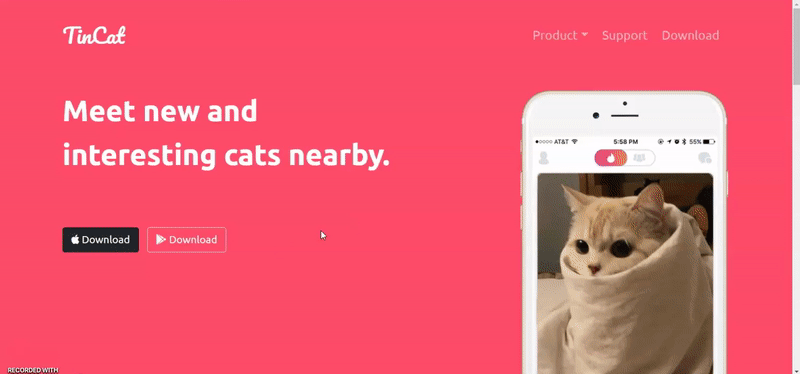 TinCat
Product Support Download
Meet new and
interesting cats nearby.
Download Download
AT&T 5:58 PM 55%
RECORDED WITH